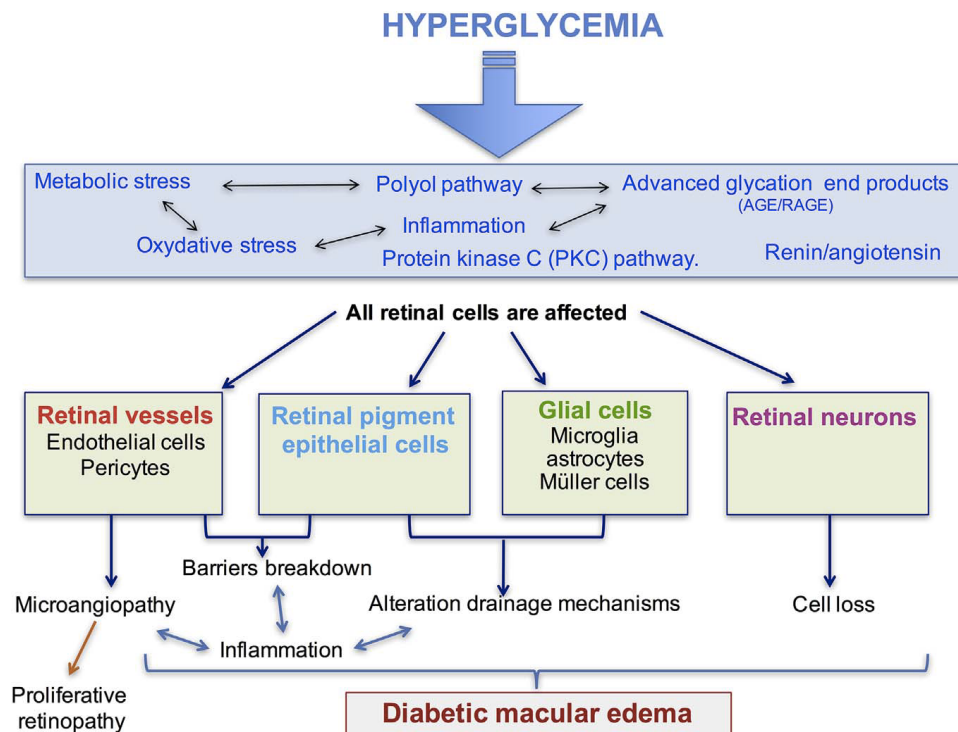 HYPERGLYCEMIA
Metabolic stress
Polyol pathway
Advanced glycation end products
(AGE/RAGE)
Inflammation
Oxydative stress
Protein kinase C (PKC) pathway.
Renin/angiotensin
All retinal cells are affected
Retinal vessels
Endothelial cells
Pericytes
Retinal pigment
epithelial cells
Glial cells
Microglia
astrocytes
Müller cells
Retinal neurons
Barriers breakdown
Microangiopathy
Alteration drainage mechanisms
Cell loss
Inflammation
Proliferative
retinopathy
Diabetic macular edema